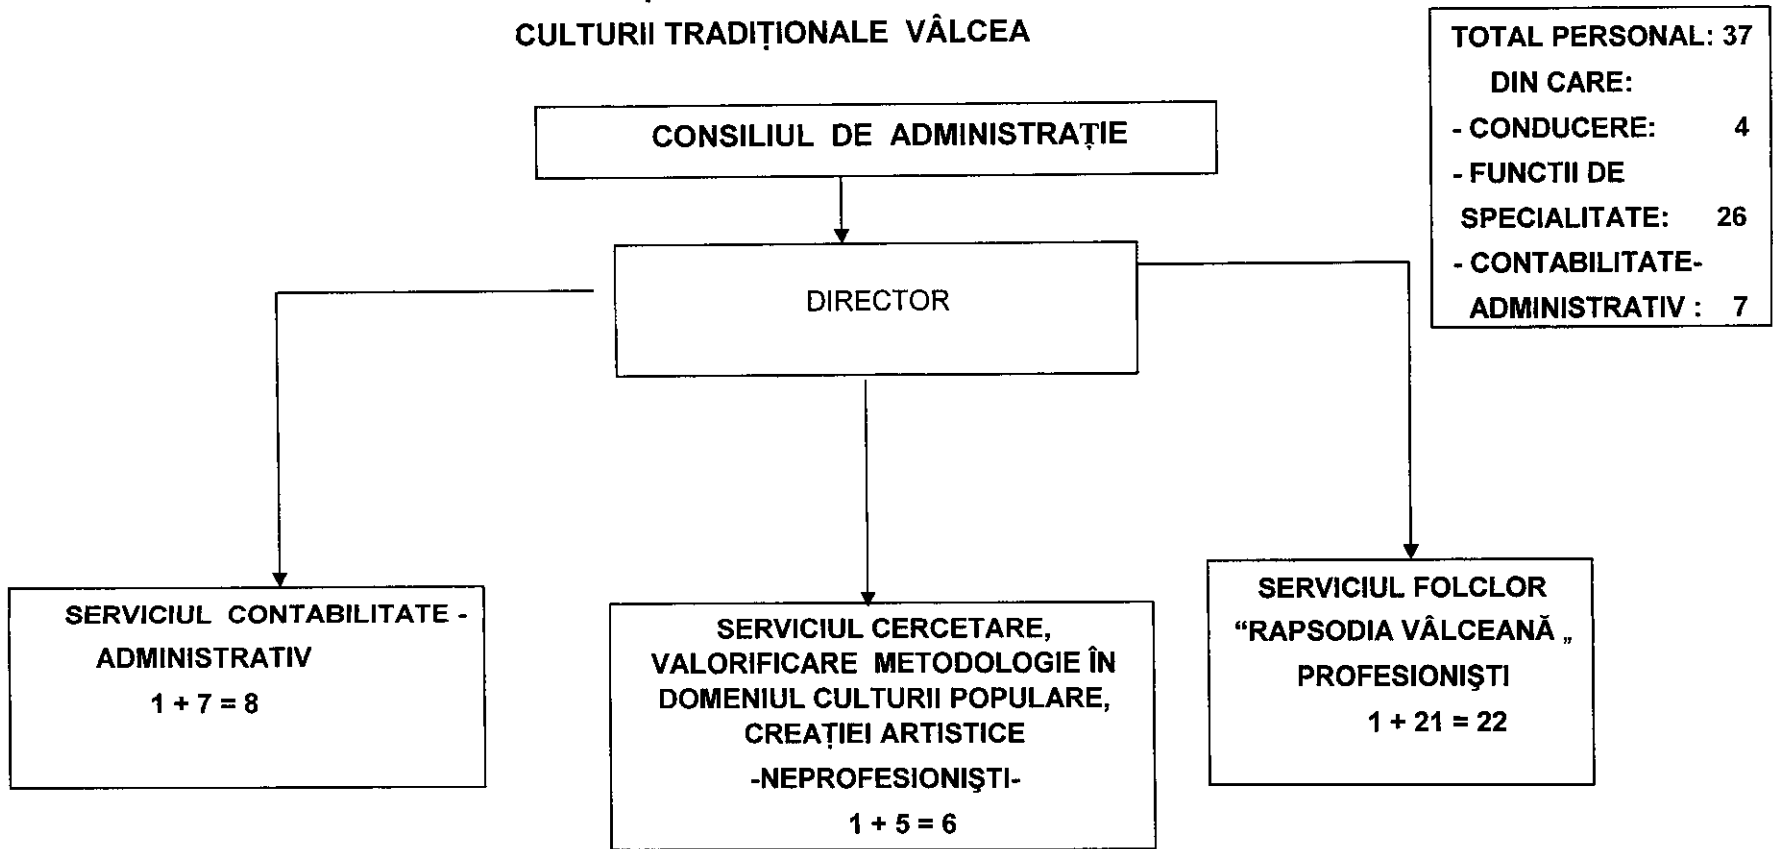 CULTURII TRADIȚIONALE VÂLCEA
TOTAL PERSONAL: 37
DIN CARE:
- CONDUCERE: 4
- FUNCTII DE
SPECIALITATE: 26
- CONTABILITATE-
ADMINISTRATIV : 7
CONSILIUL DE ADMINISTRAȚIE
DIRECTOR
SERVICIUL CONTABILITATE -
ADMINISTRATIV
1 + 7 = 8
SERVICIUL CERCETARE,
VALORIFICARE METODOLOGIE ÎN
DOMENIUL CULTURII POPULARE,
CREAȚIEI ARTISTICE
-NEPROFESIONIŞTI-
1 + 5 = 6
SERVICIUL FOLCLOR
“RAPSODIA VÂLCEANĂ „
PROFESIONIŞTI
1 + 21 = 22